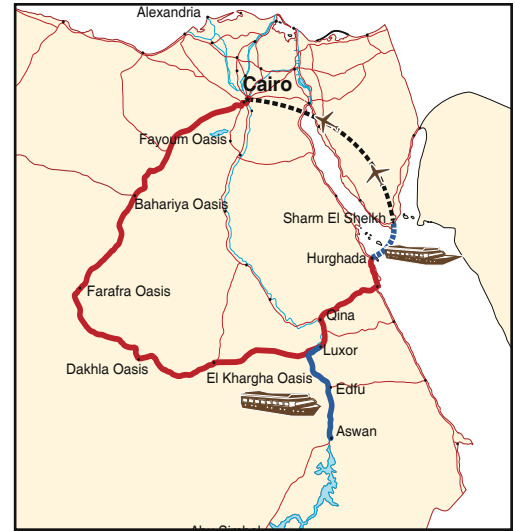 Alexandria
Cairo
Fayoum Oasis
Bahariya Oasis
Sharm El Sheikh
Hurghada
Farafra Oasis
Qina
Luxor
Dakhla Oasis
El Khargha Oasis
Edfu
Aswan